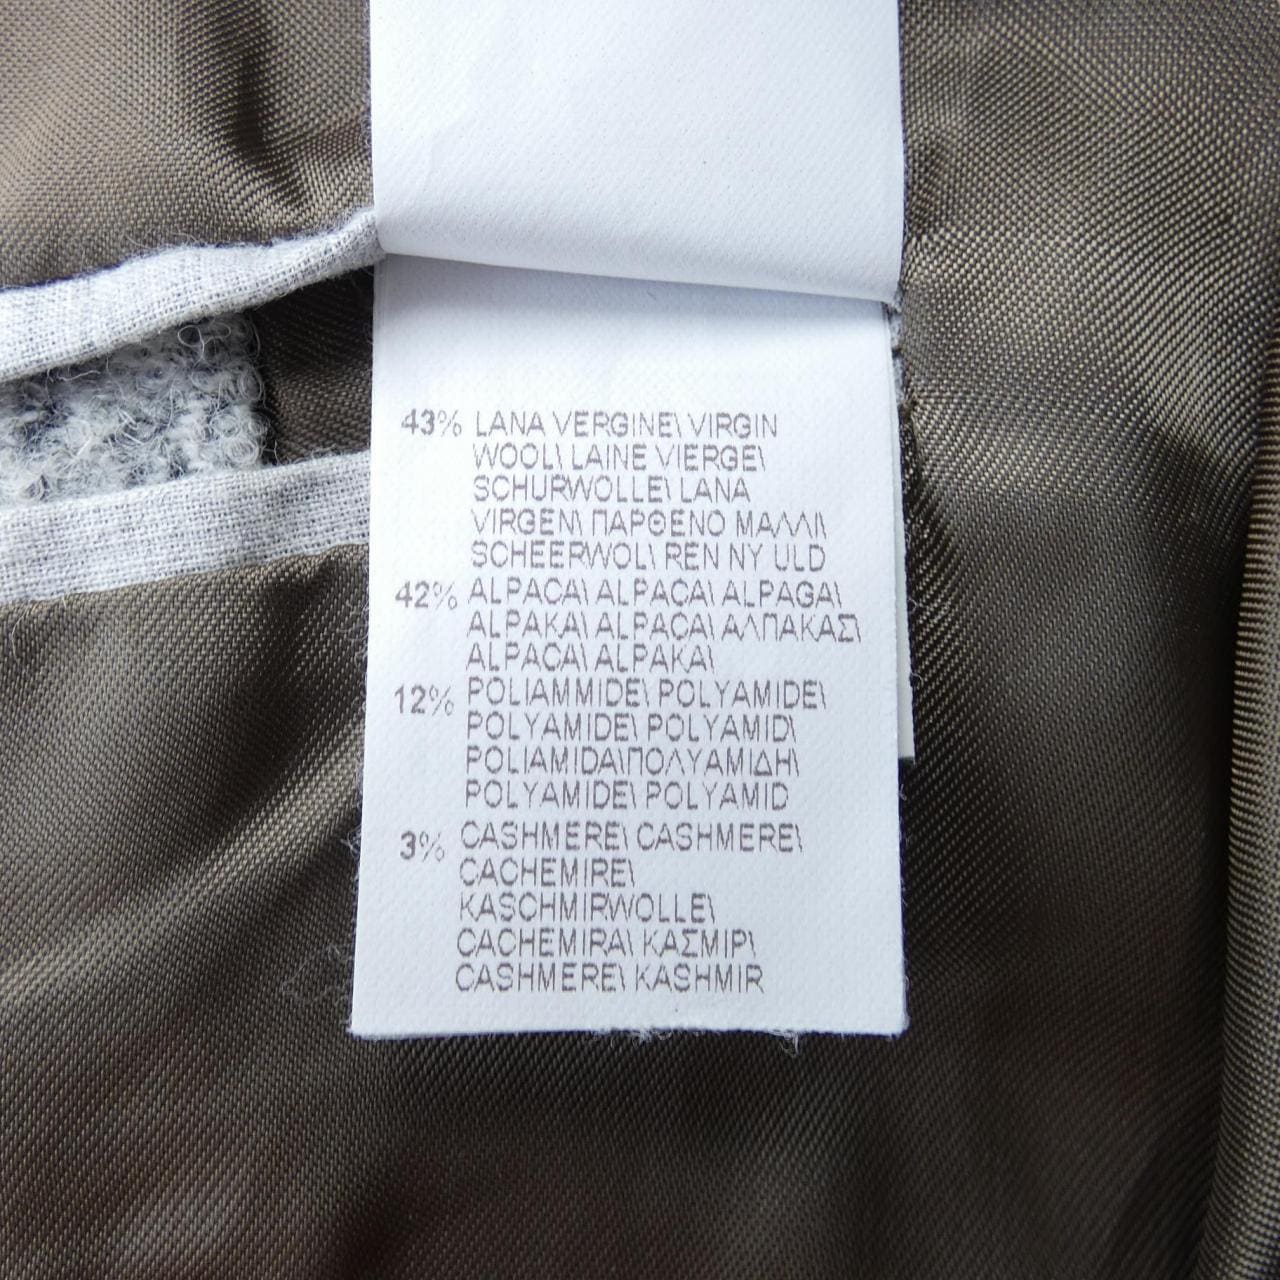 43% LANA VERGINE\ VIRGIN
WOOL\ LAINE VIERGE\
SCHURWOLLE\ LANA
VIRGEN\ ΠΑΡΘΕΝΟ ΜΑΛΛΙ\
SCHEERWOL\ REN NY ULD
42% ALPACA\ ALPACA\ ALPAGA\
ALPAKA\ ALPACA\ ΑΛΠΑΚΑΣ\
ALPACA\ ALPAKA\
12% POLIAMMIDE\ POLYAMIDE\
POLYAMIDE\ POLYAMID\
POLIAMIDA\ΠΟΛΥΑΜΙΔΗ\
POLYAMIDE\ POLYAMID
3% CASHMERE\ CASHMERE\
CACHEMIRE\
KASCHMIRWOLLE\
CACHEMIRA\ ΚΑΣΜΙΡ\
CASHMERE\ KASHMIR